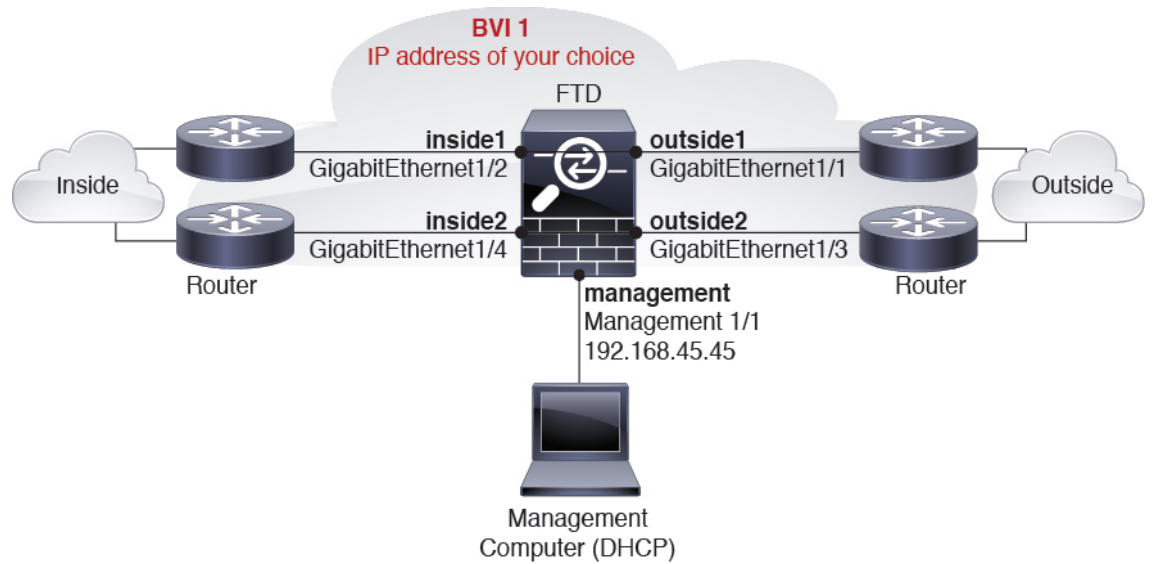 BVI 1
IP address of your choice
FTD
inside1
GigabitEthernet1/2
outside1
GigabitEthernet1/1
Inside
Outside
inside2
GigabitEthernet1/4
outside2
GigabitEthernet1/3
Router
Router
management
Management 1/1
192.168.45.45
Management
Computer (DHCP)